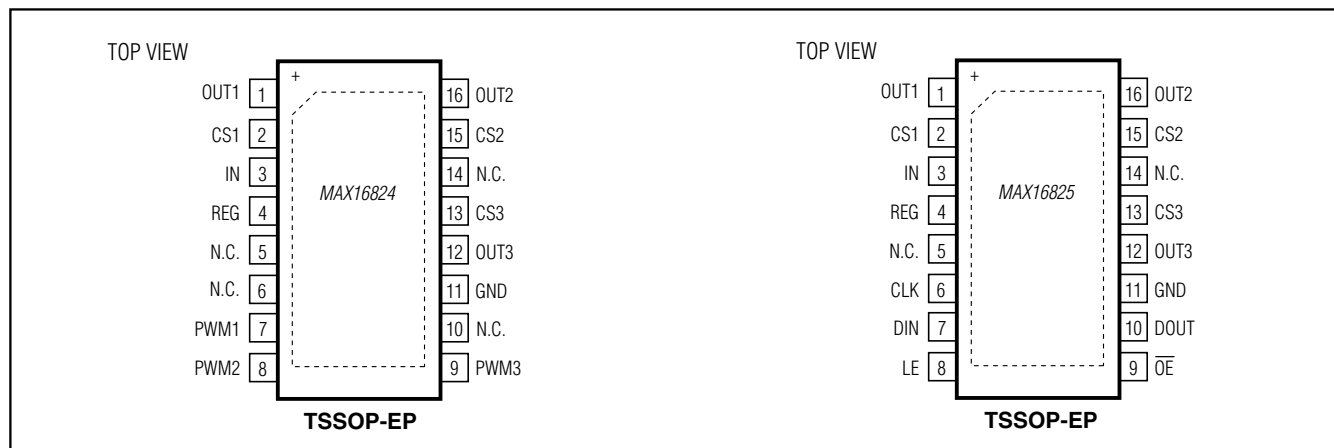 TOP VIEW
+
OUT1 1
CS1 2
IN 3
REG 4
N.C. 5
N.C. 6
PWM1 7
PWM2 8
16 OUT2
15 CS2
14 N.C.
13 CS3
12 OUT3
11 GND
10 N.C.
9 PWM3
MAX16824
TSSOP-EP
TOP VIEW
+
OUT1 1
CS1 2
IN 3
REG 4
N.C. 5
CLK 6
DIN 7
LE 8
16 OUT2
15 CS2
14 N.C.
13 CS3
12 OUT3
11 GND
10 DOUT
9 O̅E̅
MAX16825
TSSOP-EP